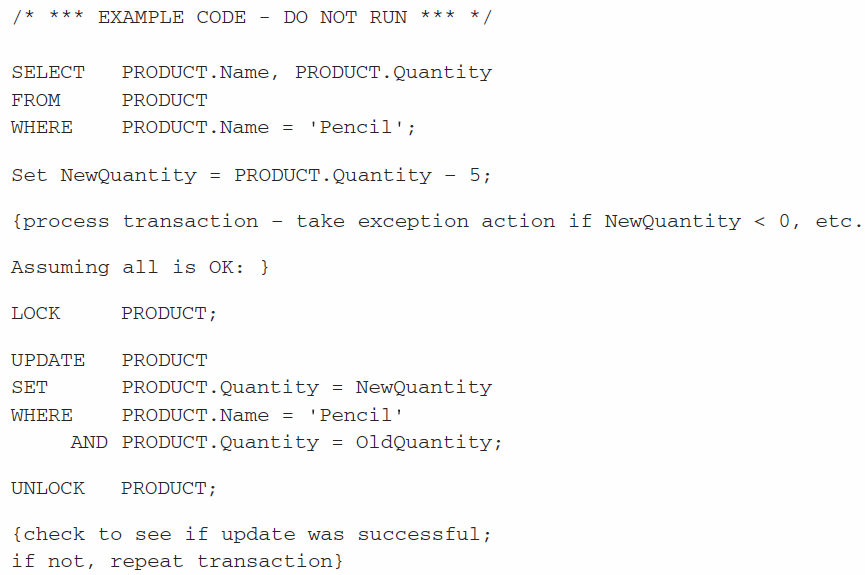 /* *** EXAMPLE CODE – DO NOT RUN *** */
SELECT PRODUCT.Name, PRODUCT.Quantity
FROM PRODUCT
WHERE PRODUCT.Name = 'Pencil';
Set NewQuantity = PRODUCT.Quantity – 5;
{process transaction – take exception action if NewQuantity < 0, etc.
Assuming all is OK: }
LOCK PRODUCT;
UPDATE PRODUCT
SET PRODUCT.Quantity = NewQuantity
WHERE PRODUCT.Name = 'Pencil'
AND PRODUCT.Quantity = OldQuantity;
UNLOCK PRODUCT;
{check to see if update was successful;
if not, repeat transaction}